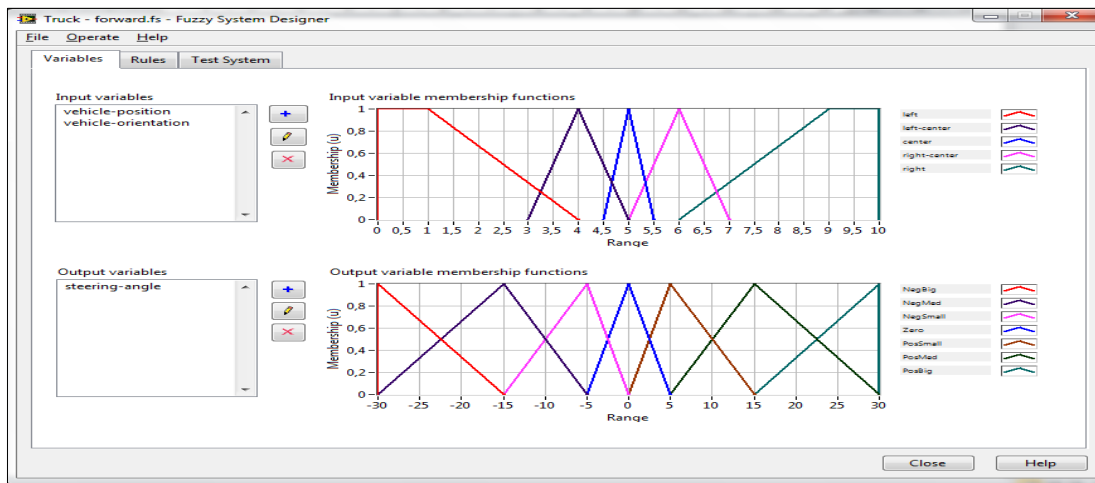 Truck - forward.fs - Fuzzy System Designer
File Operate Help
Variables Rules Test System
Input variables
vehicle-position
vehicle-orientation
Input variable membership functions
Membership (u)
1
0,8
0,6
0,4
0,2
0
0 0,5 1 1,5 2 2,5 3 3,5 4 4,5 5 5,5 6 6,5 7 7,5 8 8,5 9 9,5 10
Range
left
left-center
center
right-center
right
Output variables
steering-angle
Output variable membership functions
Membership (u)
1
0,8
0,6
0,4
0,2
0
-30 -25 -20 -15 -10 -5 0 5 10 15 20 25 30
Range
NegBig
NegMed
NegSmall
Zero
PosSmall
PosMed
PosBig
Close Help